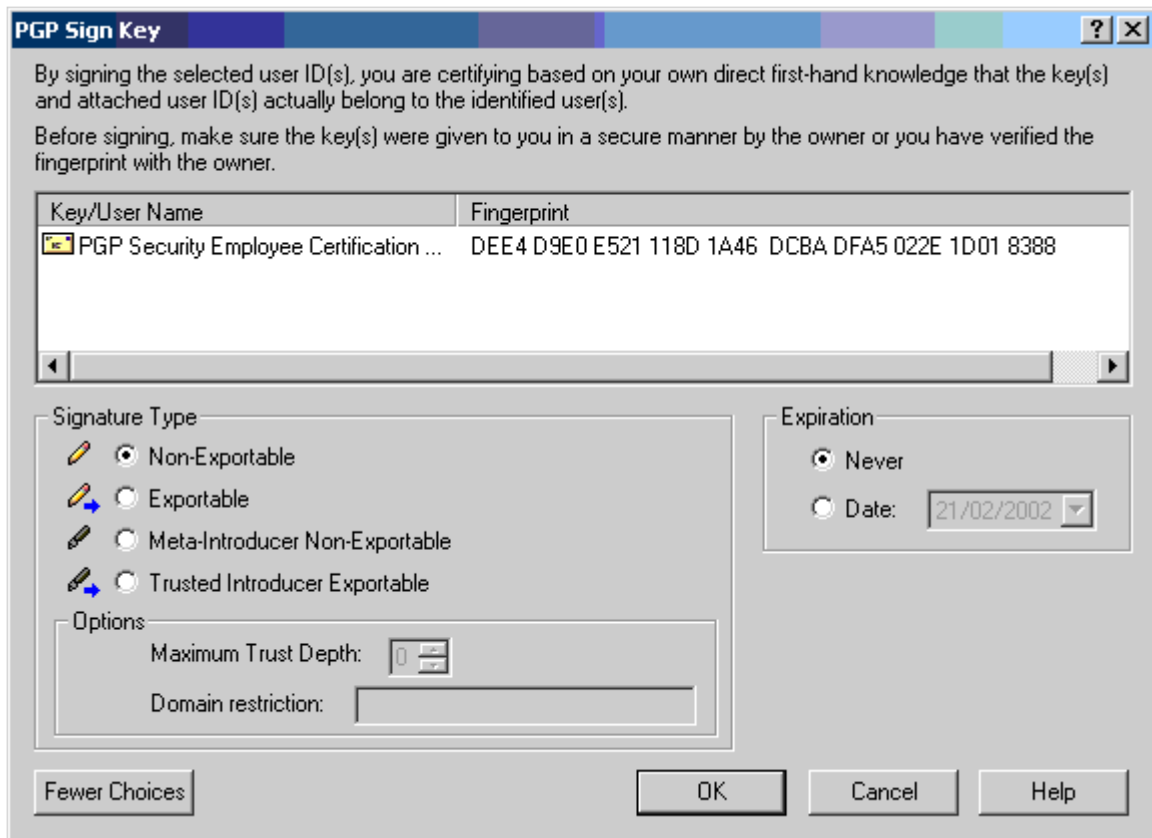 PGP Sign Key
By signing the selected user ID(s), you are certifying based on your own direct first-hand knowledge that the key(s)
and attached user ID(s) actually belong to the identified user(s).
Before signing, make sure the key(s) were given to you in a secure manner by the owner or you have verified the
fingerprint with the owner.
Key/User Name Fingerprint
PGP Security Employee Certification ... DEE4 D9E0 E521 118D 1A46 DCBA DFA5 022E 1D01 8388
Signature Type
Non-Exportable
Exportable
Meta-Introducer Non-Exportable
Trusted Introducer Exportable
Options
Maximum Trust Depth: 0
Domain restriction:
Expiration
Never
Date: 21/02/2002
Fewer Choices OK Cancel Help